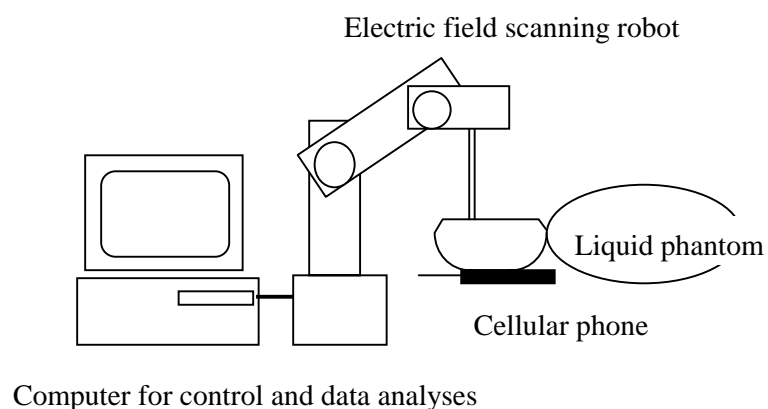 Electric field scanning robot
Liquid phantom
Cellular phone
Computer for control and data analyses